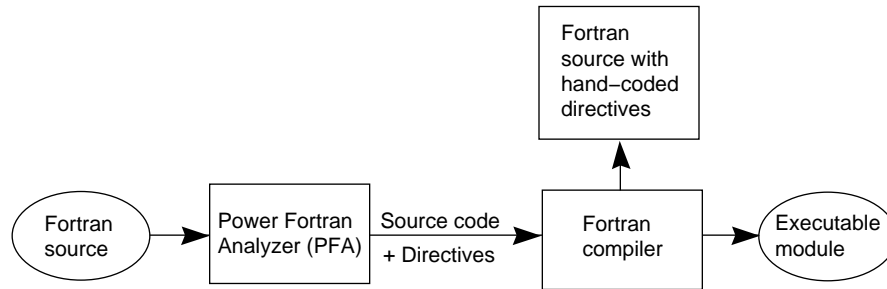 Fortran
source with
hand–coded
directives
Fortran
source
Power Fortran
Analyzer (PFA)
Source code
+ Directives
Fortran
compiler
Executable
module